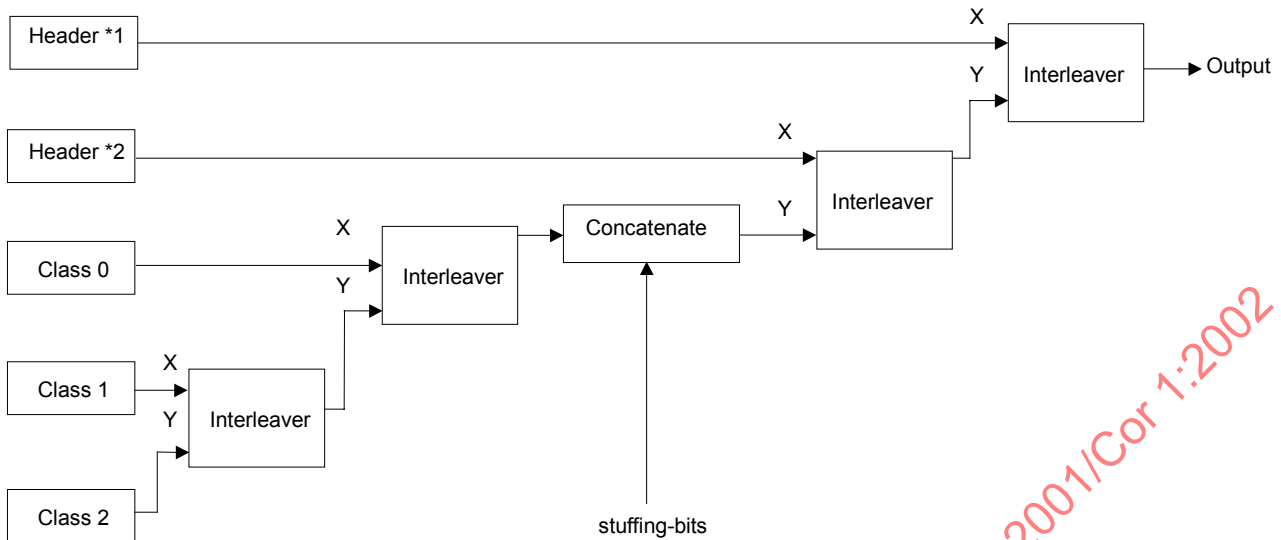 Header *1
X
Y
Interleaver
Output
Header *2
X
Y
Interleaver
Class 0
X
Y
Interleaver
Concatenate
Class 1
X
Y
Interleaver
Class 2
stuffing-bits
2001/Cor 1:2002